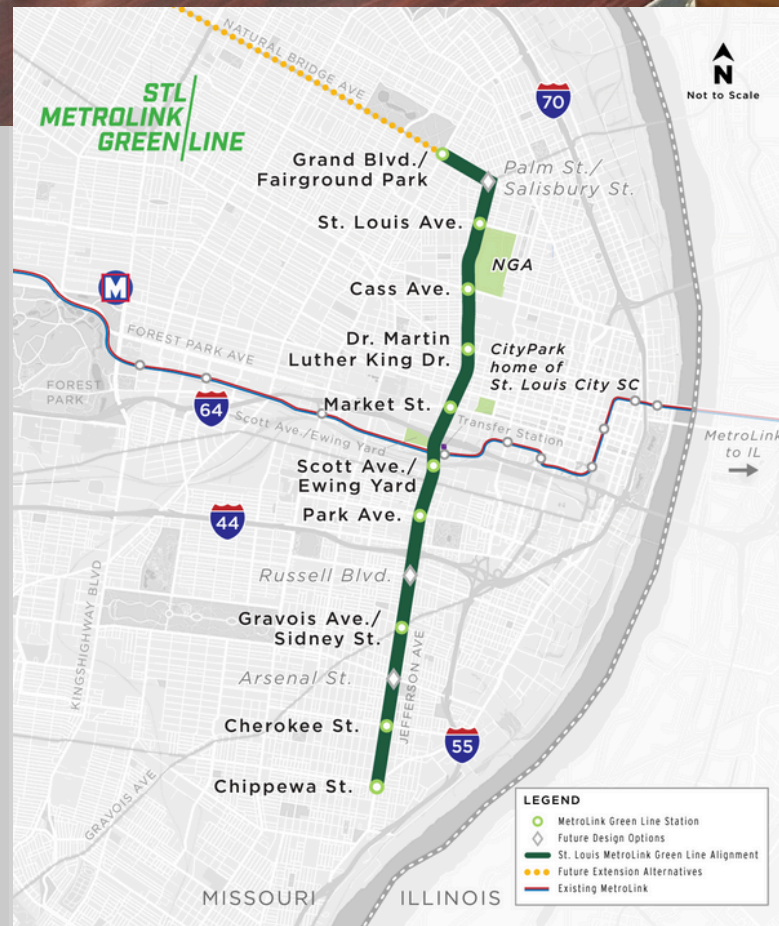 STL
METROLINK
GREEN LINE
NATURAL BRIDGE AVE
70
N
Not to Scale
Grand Blvd./
Fairground Park
Palm St./
Salisbury St.
St. Louis Ave.
NGA
Cass Ave.
M
Dr. Martin
Luther King Dr.
CityPark
home of
St. Louis City SC
FOREST PARK AVE
FOREST
PARK
64
Market St.
Transfer Station
Scott Ave./Ewing Yard
MetroLink
to IL
Scott Ave./
Ewing Yard
44
Park Ave.
Russell Blvd.
KINGSHIGHWAY BLVD
Gravois Ave./
Sidney St.
JEFFERSON AVE
Arsenal St.
Cherokee St.
55
Chippewa St.
GRAVOIS AVE
LEGEND
MetroLink Green Line Station
Future Design Options
St. Louis MetroLink Green Line Alignment
Future Extension Alternatives
Existing MetroLink
MISSOURI
ILLINOIS